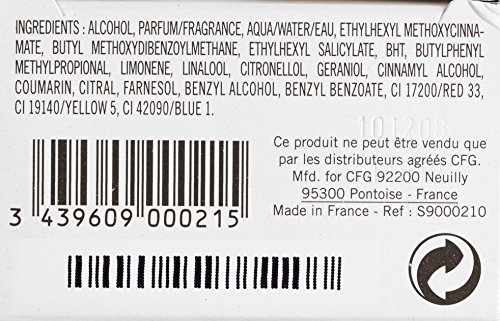 INGREDIENTS : ALCOHOL, PARFUM/FRAGRANCE, AQUA/WATER/EAU, ETHYLHEXYL METHOXYCINNA-
MATE, BUTYL METHOXYDIBENZOYLMETHANE, ETHYLHEXYL SALICYLATE, BHT, BUTYLPHENYL
METHYLPROPIONAL, LIMONENE, LINALOOL, CITRONELLOL, GERANIOL, CINNAMYL ALCOHOL,
COUMARIN, CITRAL, FARNESOL, BENZYL ALCOHOL, BENZYL BENZOATE, CI 17200/RED 33,
CI 19140/YELLOW 5, CI 42090/BLUE 1.
101208
Ce produit ne peut être vendu que
par les distributeurs agréés CFG.
Mfd. for CFG 92200 Neuilly
95300 Pontoise - France
Made in France - Ref : S9000210
3 439609 000215